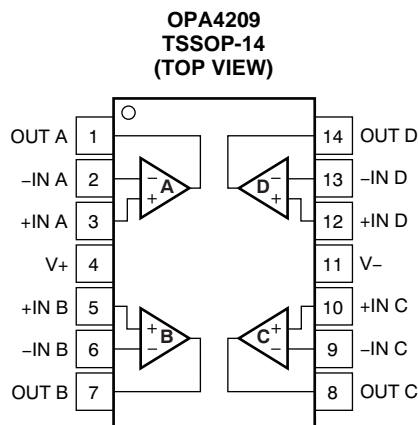 OPA4209
TSSOP-14
(TOP VIEW)
OUT A 1 14 OUT D
−IN A 2 − A D − 13 −IN D
+IN A 3 + + 12 +IN D
V+ 4 11 V−
+IN B 5 + + 10 +IN C
−IN B 6 − B C − 9 −IN C
OUT B 7 8 OUT C